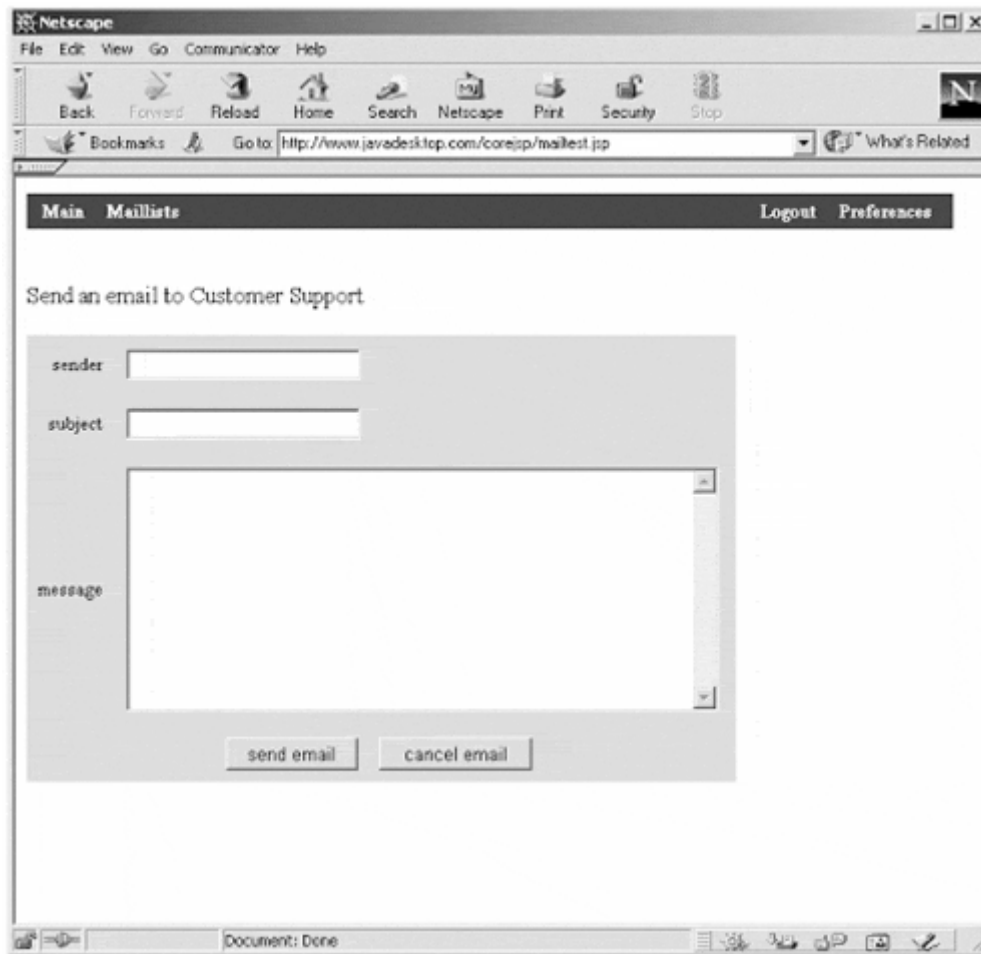 Netscape
File Edit View Go Communicator Help
Back Forward Reload Home Search Netscape Print Security Stop
My
N
Bookmarks Go to: http://www.javadesktop.com/corejsp/mailtest.jsp What's Related
Main Maillists Logout Preferences
Send an email to Customer Support
sender
subject
message
send email cancel email
Document: Done